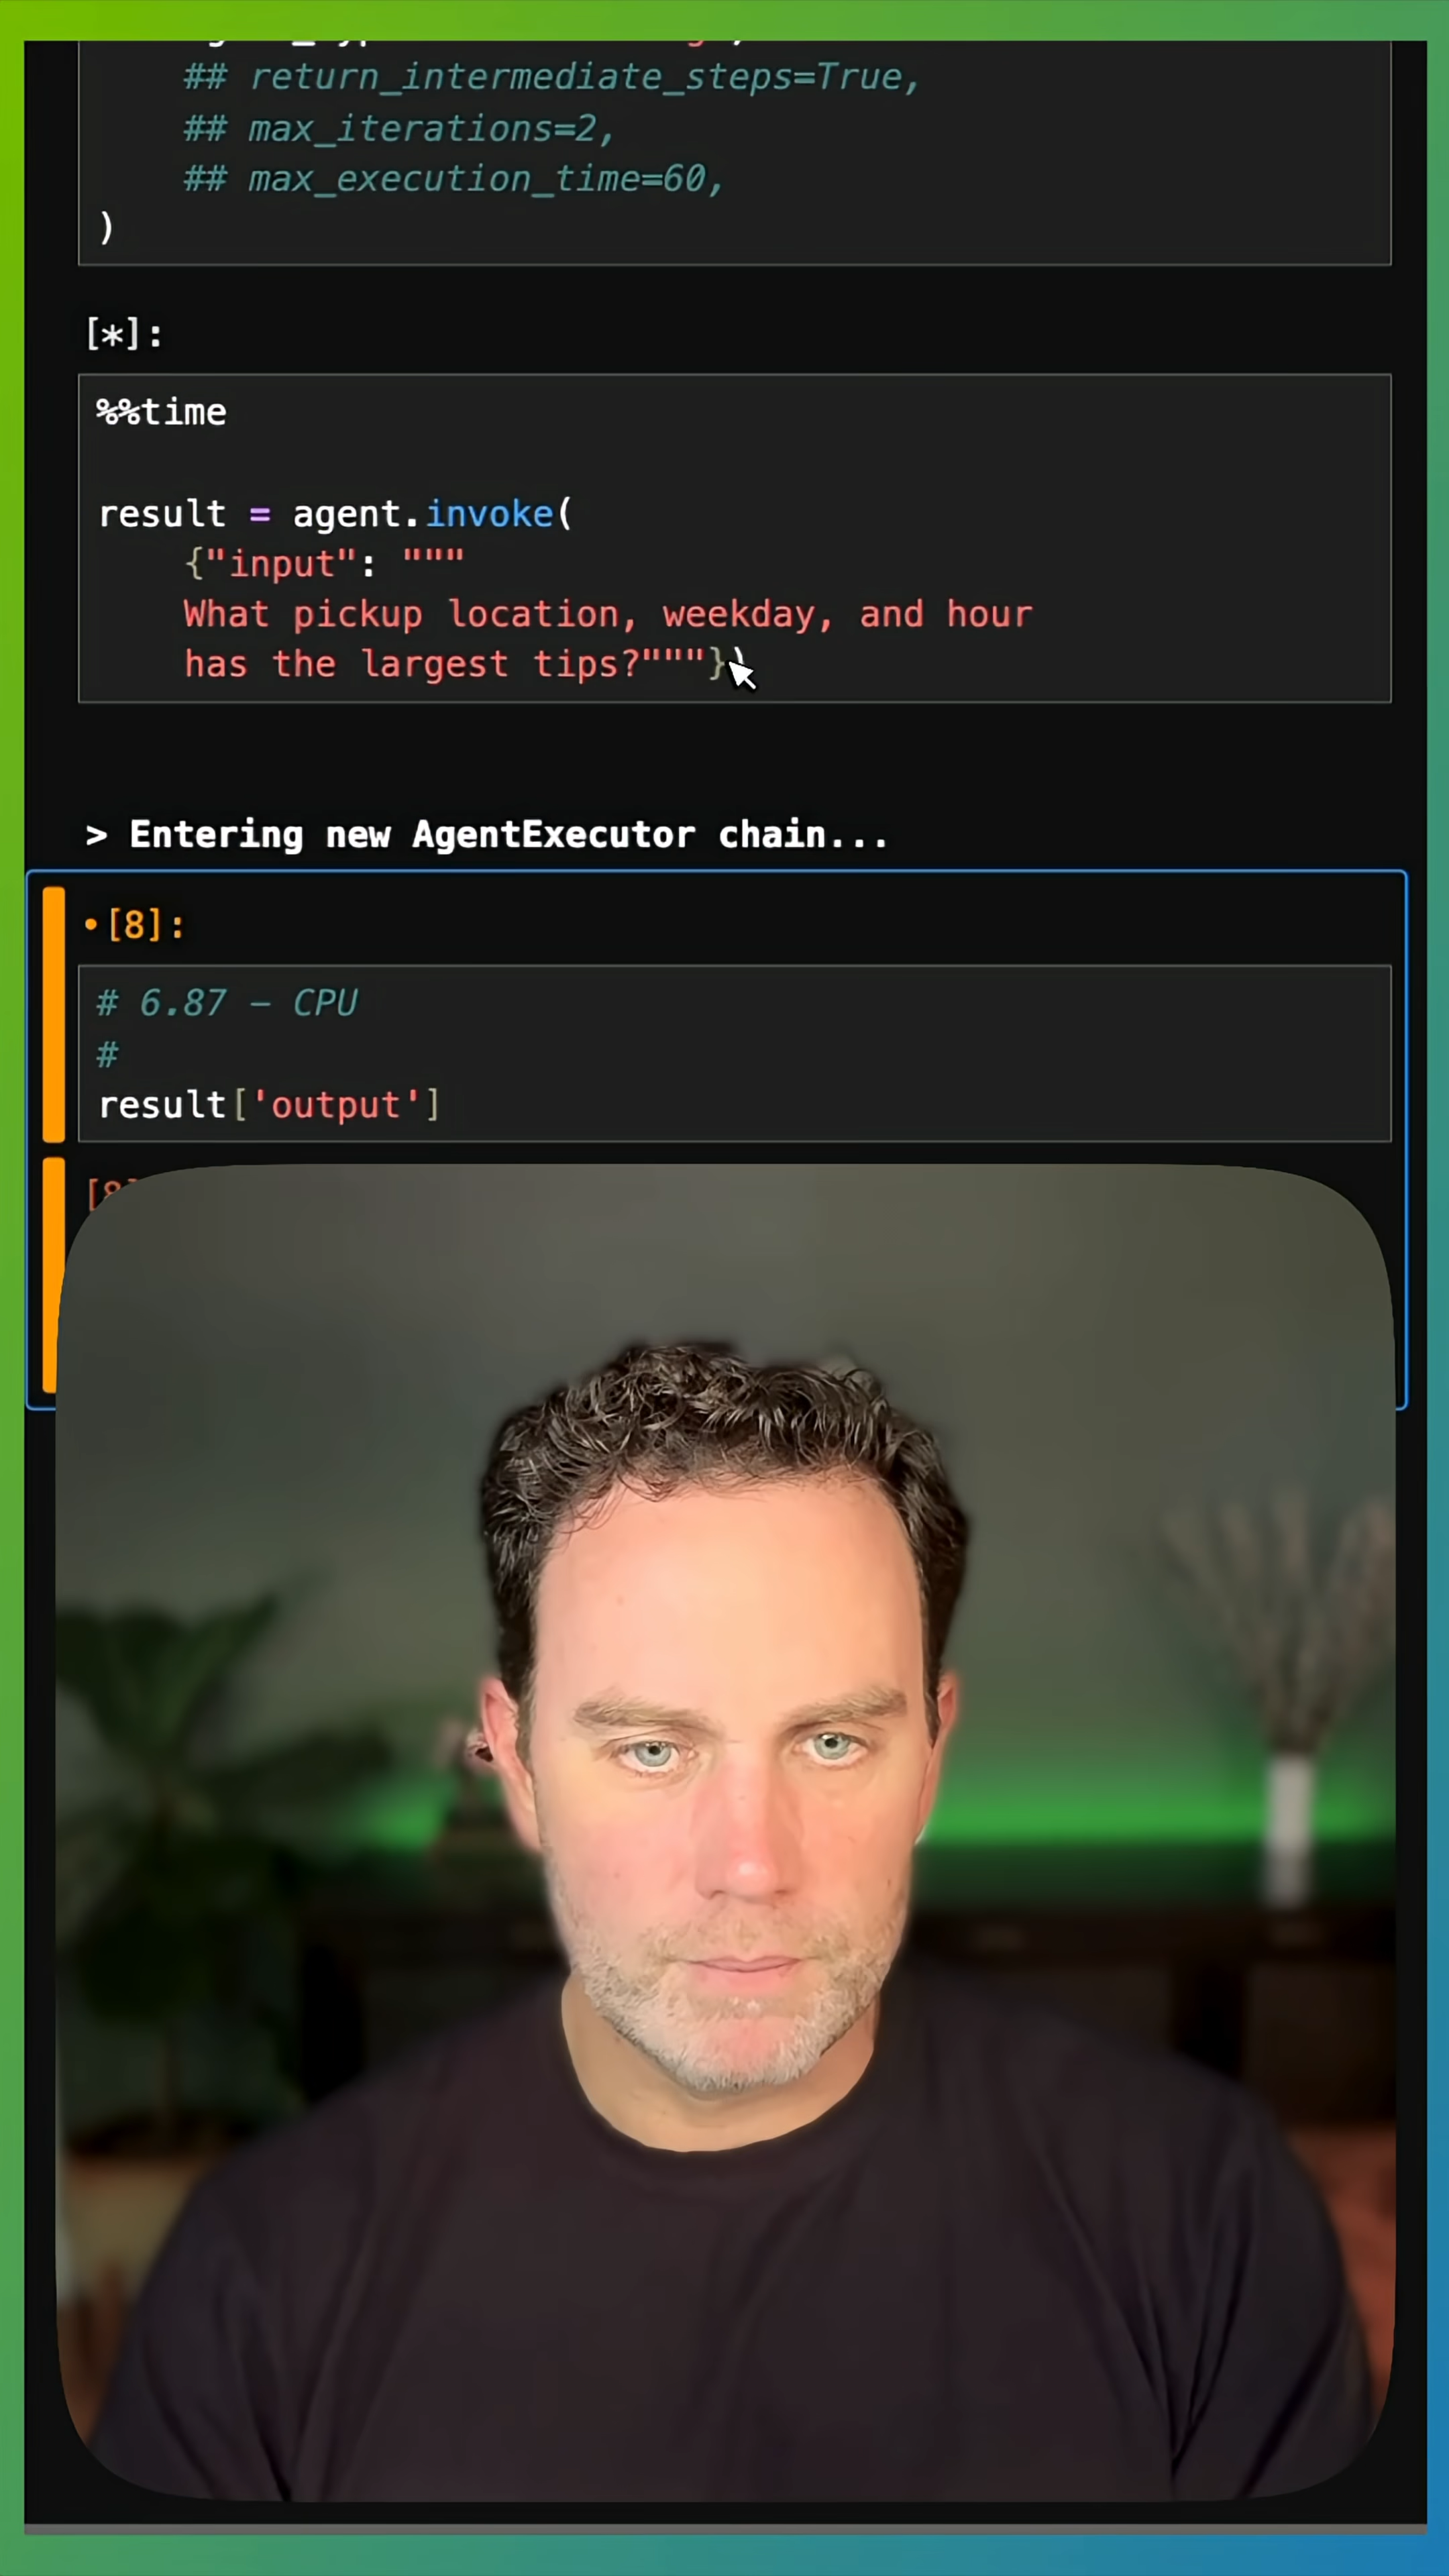 ## return_intermediate_steps=True,
## max_iterations=2,
## max_execution_time=60,
)
[*]:
%%time
result = agent.invoke(
{"input": """
What pickup location, weekday, and hour
has the largest tips?"""})
> Entering new AgentExecutor chain...
•[8]:
# 6.87 – CPU
#
result['output']
[8]